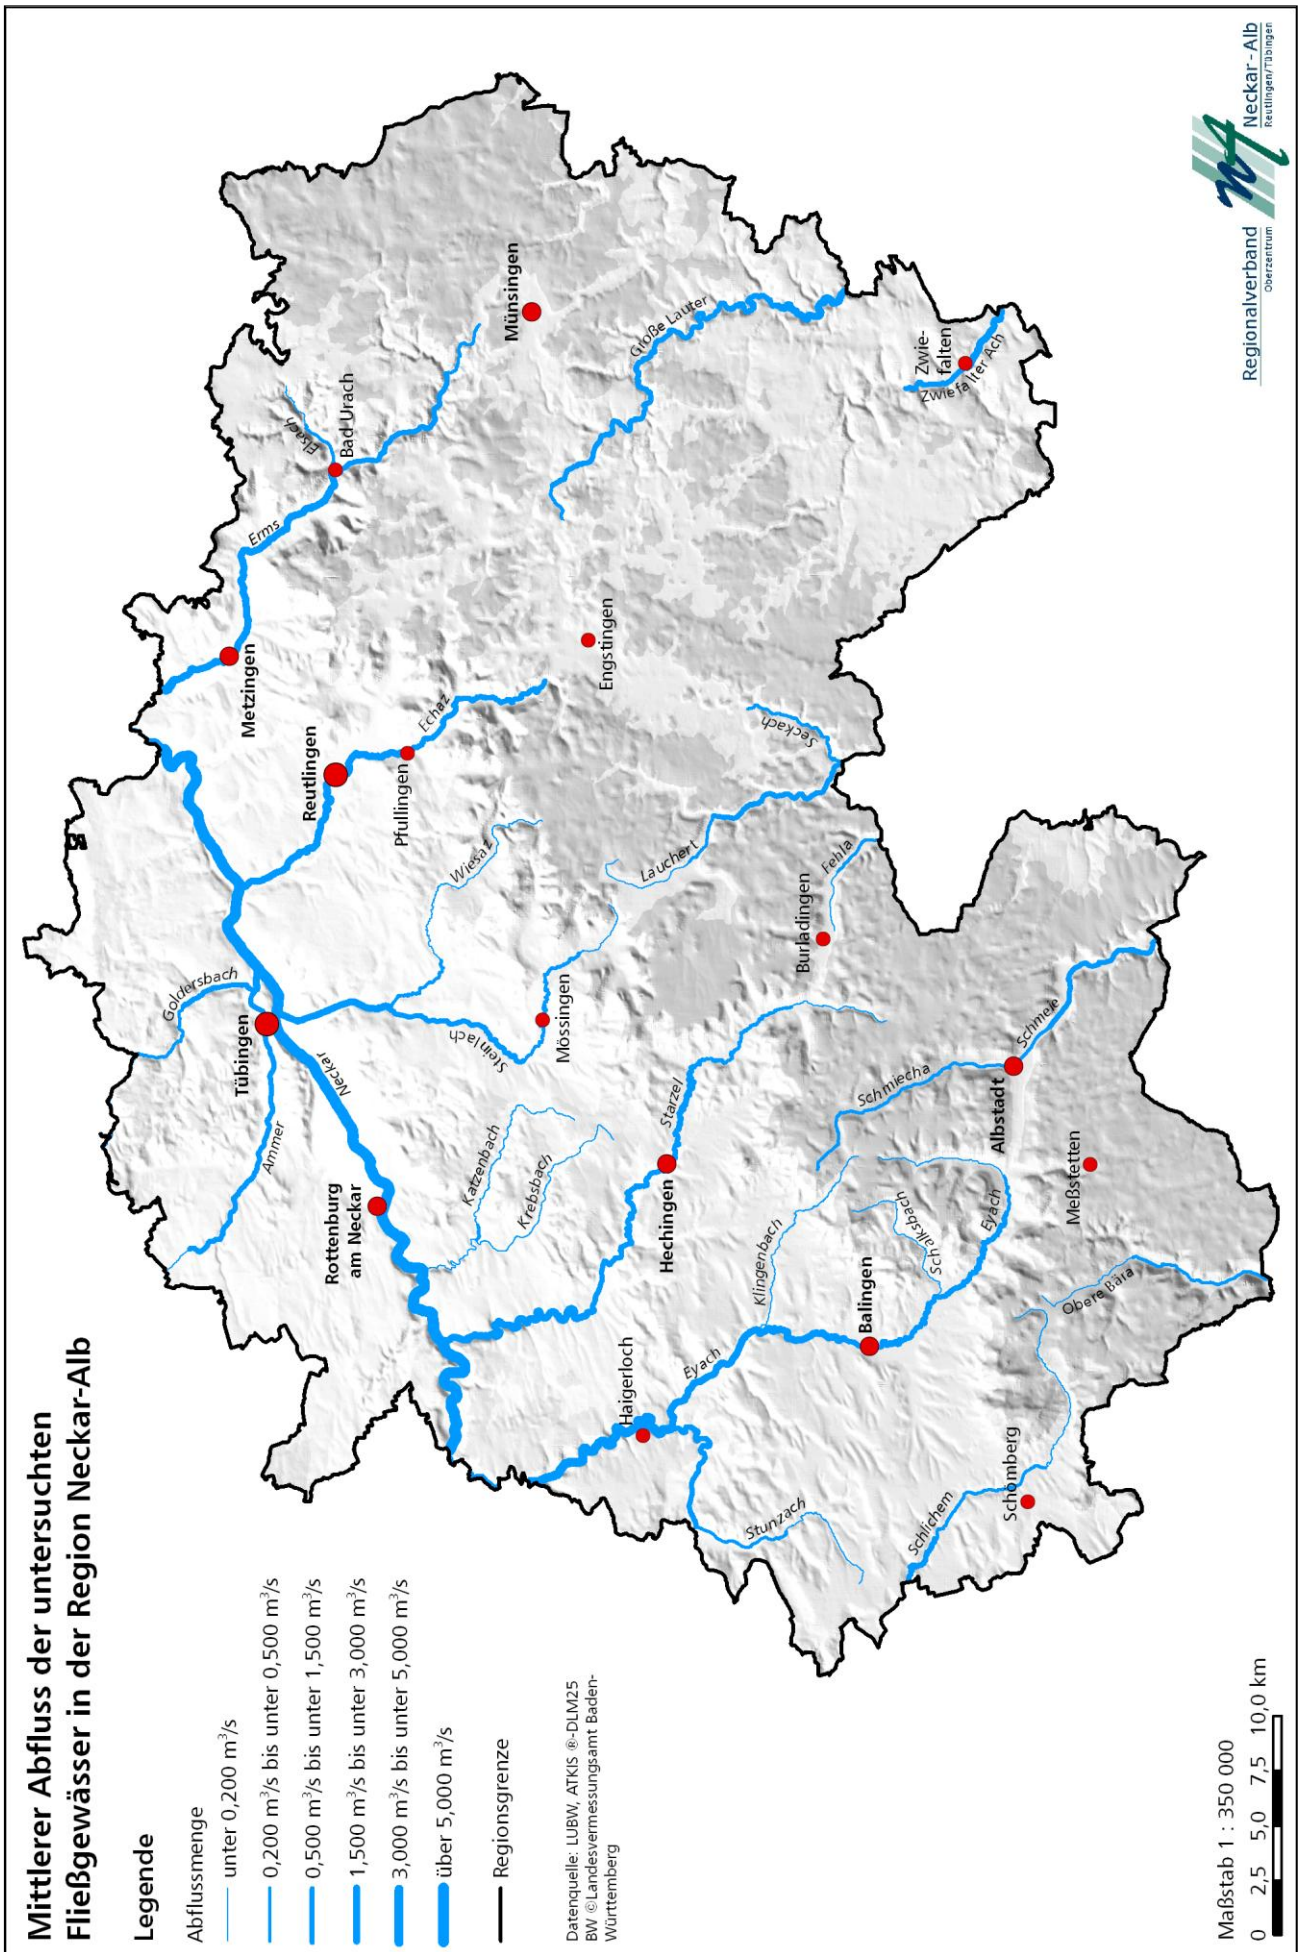 Mittlerer Abfluss der untersuchten
Fließgewässer in der Region Neckar-Alb
Legende
Abflussmenge
unter 0,200 m³/s
0,200 m³/s bis unter 0,500 m³/s
0,500 m³/s bis unter 1,500 m³/s
1,500 m³/s bis unter 3,000 m³/s
3,000 m³/s bis unter 5,000 m³/s
über 5,000 m³/s
Regionsgrenze
Datenquelle: LUBW, ATKIS ®-DLM25
BW ©Landesvermessungsamt Baden-
Württemberg
Maßstab 1 : 350 000
0 2,5 5,0 7,5 10,0 km
Goldersbach
Tübingen
Ammer
Neckar
Rottenburg
am Neckar
Katzenbach
Krebsbach
Metzingen
Erms
Elsach
Bad Urach
Reutlingen
Echaz
Pfullingen
Wiesaz
Steinlach
Mössingen
Münsingen
Große Lauter
Engstingen
Zwie-
falten
Zwiefalter Ach
Seckach
Lauchert
Fehla
Burladingen
Starzel
Hechingen
Schmiecha
Schmeie
Albstadt
Meßstetten
Klingenbach
Schalksbach
Eyach
Balingen
Eyach
Haigerloch
Obere Bära
Stunzach
Schlichem
Schömberg
Regionalverband
Oberzentrum
Neckar - Alb
Reutlingen/Tübingen